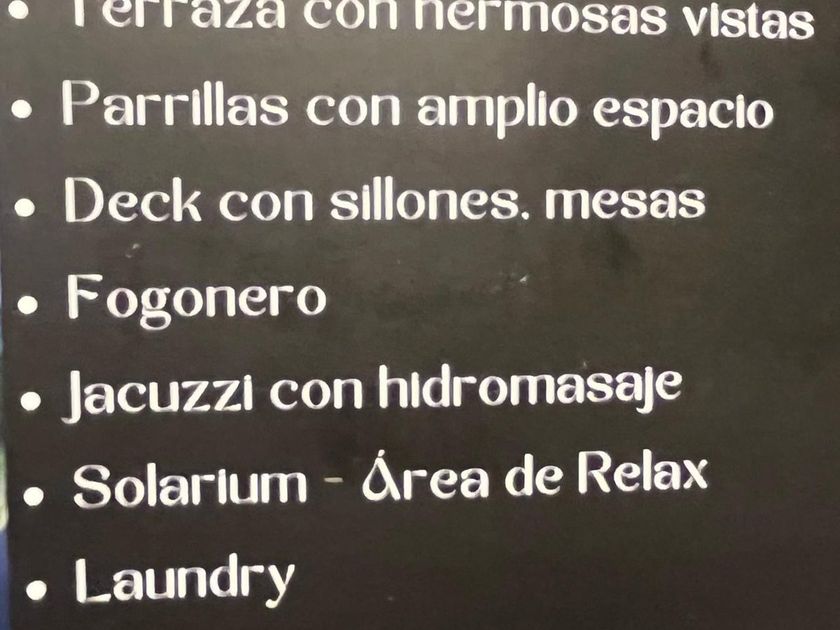 • Terraza con hermosas vistas
• Parrillas con amplio espacio
• Deck con sillones. mesas
• Fogonero
• Jacuzzi con hidromasaje
• Solarium - Área de Relax
• Laundry